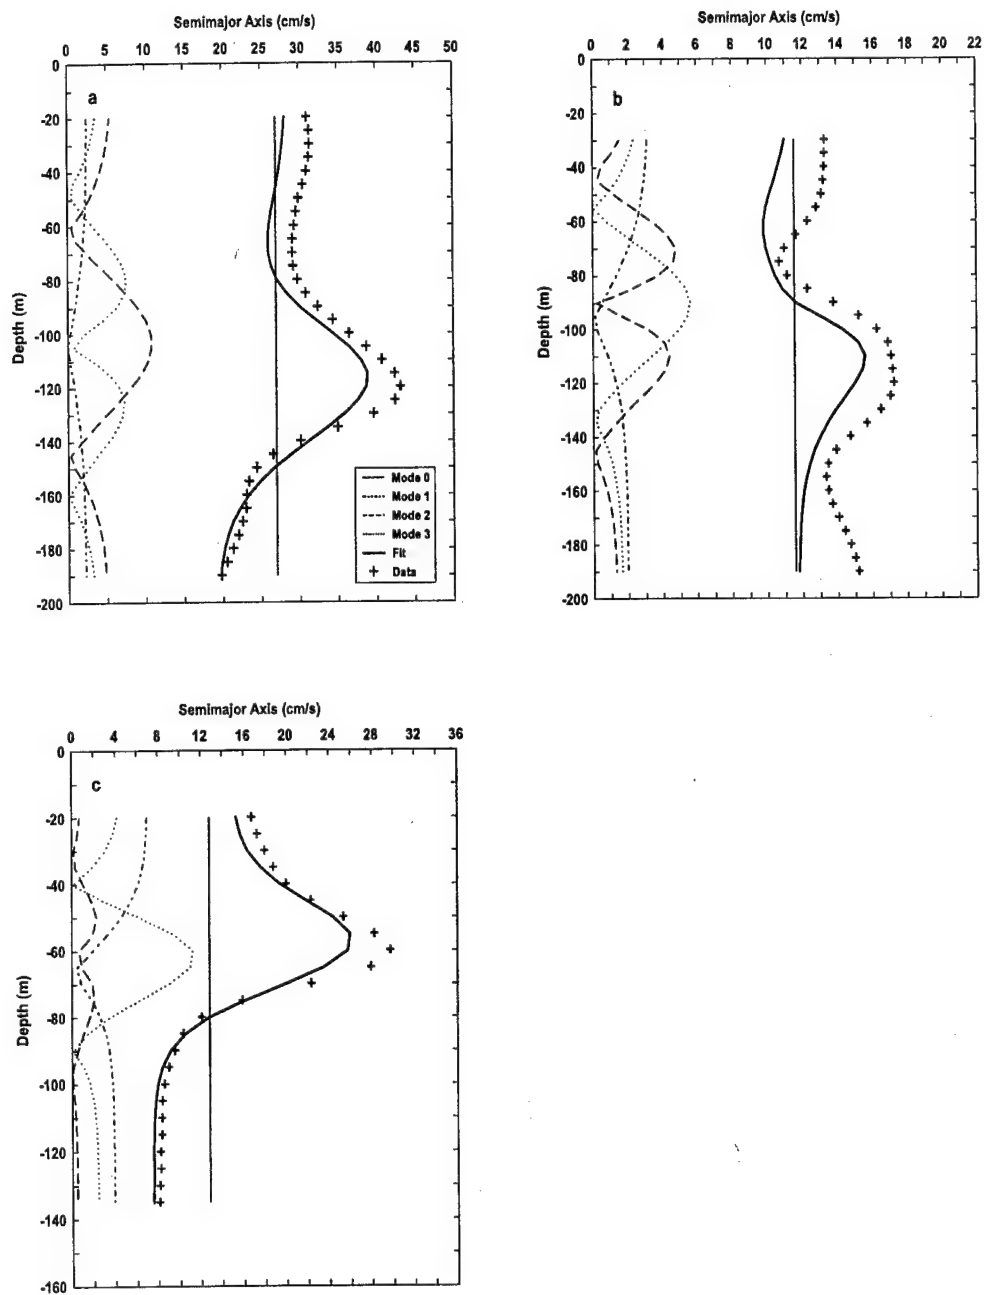 Semimajor Axis (cm/s)
0 5 10 15 20 25 30 35 40 45 50
a
0
-20
-40
-60
-80
-100
-120
-140
-160
-180
-200
Depth (m)
Mode 0
Mode 1
Mode 2
Mode 3
Fit
Data
Semimajor Axis (cm/s)
0 2 4 6 8 10 12 14 16 18 20 22
b
0
-20
-40
-60
-80
-100
-120
-140
-160
-180
-200
Depth (m)
Semimajor Axis (cm/s)
0 4 8 12 16 20 24 28 32 36
c
0
-20
-40
-60
-80
-100
-120
-140
-160
Depth (m)